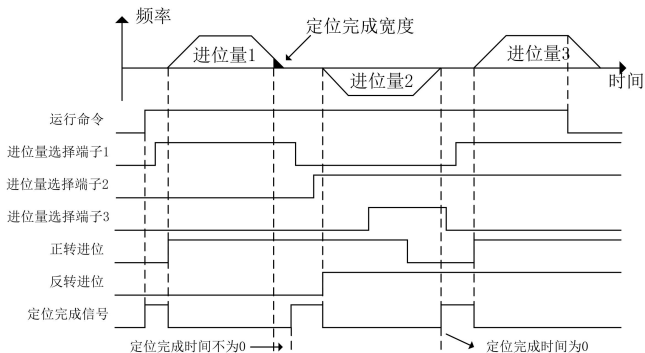 频率
定位完成宽度
进位量1
进位量3
进位量2
时间
运行命令
进位量选择端子1
进位量选择端子2
进位量选择端子3
正转进位
反转进位
定位完成信号
定位完成时间不为0
定位完成时间为0